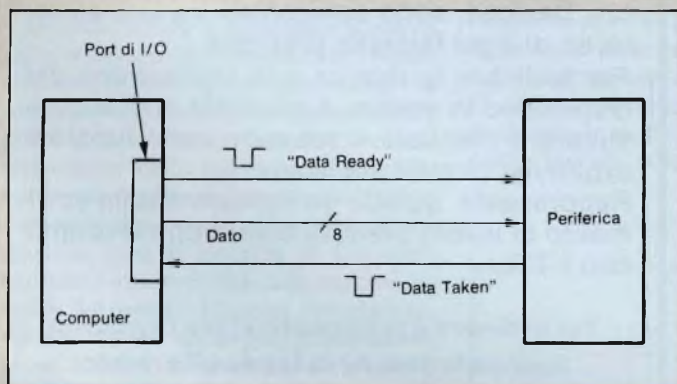 Port di I/O
"Data Ready"
Dato
8
Periferica
"Data Taken"
Computer